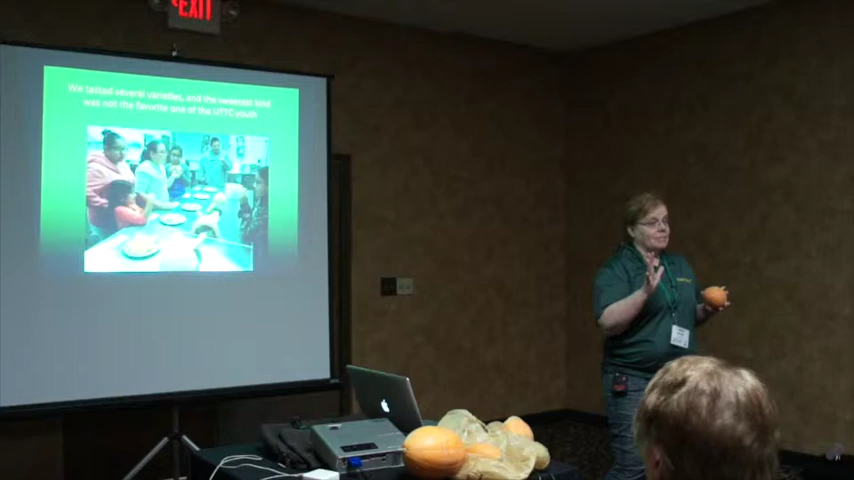 EXIT
We tasted several varieties, and the sweetest kind
was not the favorite one of the UTYC youth